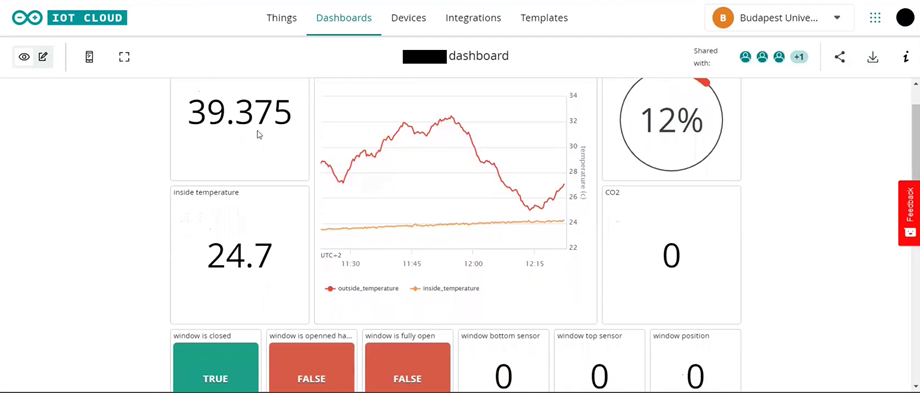 IOT CLOUD
Things
Dashboards
Devices
Integrations
Templates
B
Budapest Unive...
dashboard
Shared
with:
+1
i
39.375
inside temperature
24.7
34
32
30
28
26
24
22
temperature (c)
UTC+2
11:30
11:45
12:00
12:15
outside_temperature
inside_temperature
12%
CO2
0
Feedback
window is closed
TRUE
window is openned ha...
FALSE
window is fully open
FALSE
window bottom sensor
0
window top sensor
0
window position
0